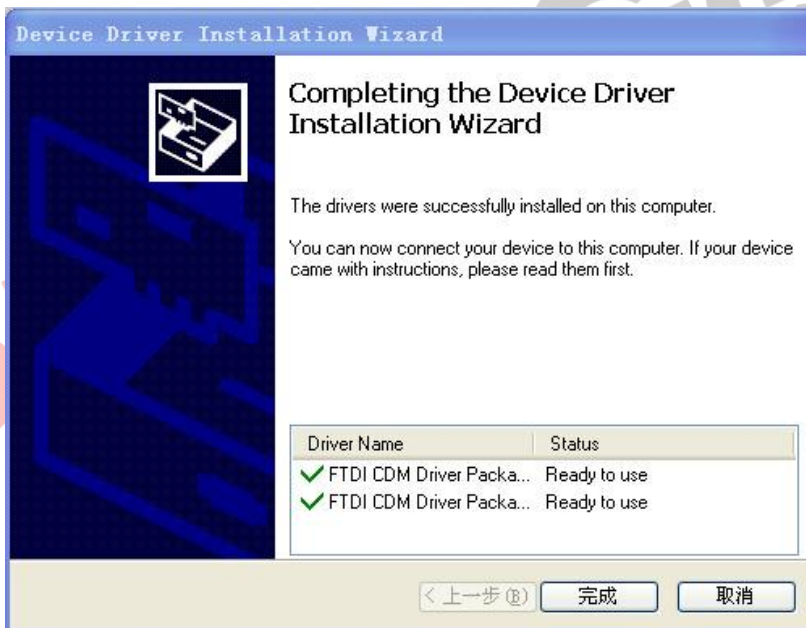 Device Driver Installation Wizard
Completing the Device Driver
Installation Wizard
The drivers were successfully installed on this computer.
You can now connect your device to this computer. If your device
came with instructions, please read them first.
Driver Name Status
FTDI CDM Driver Packa... Ready to use
FTDI CDM Driver Packa... Ready to use
< 上一步(B) 完成 取消